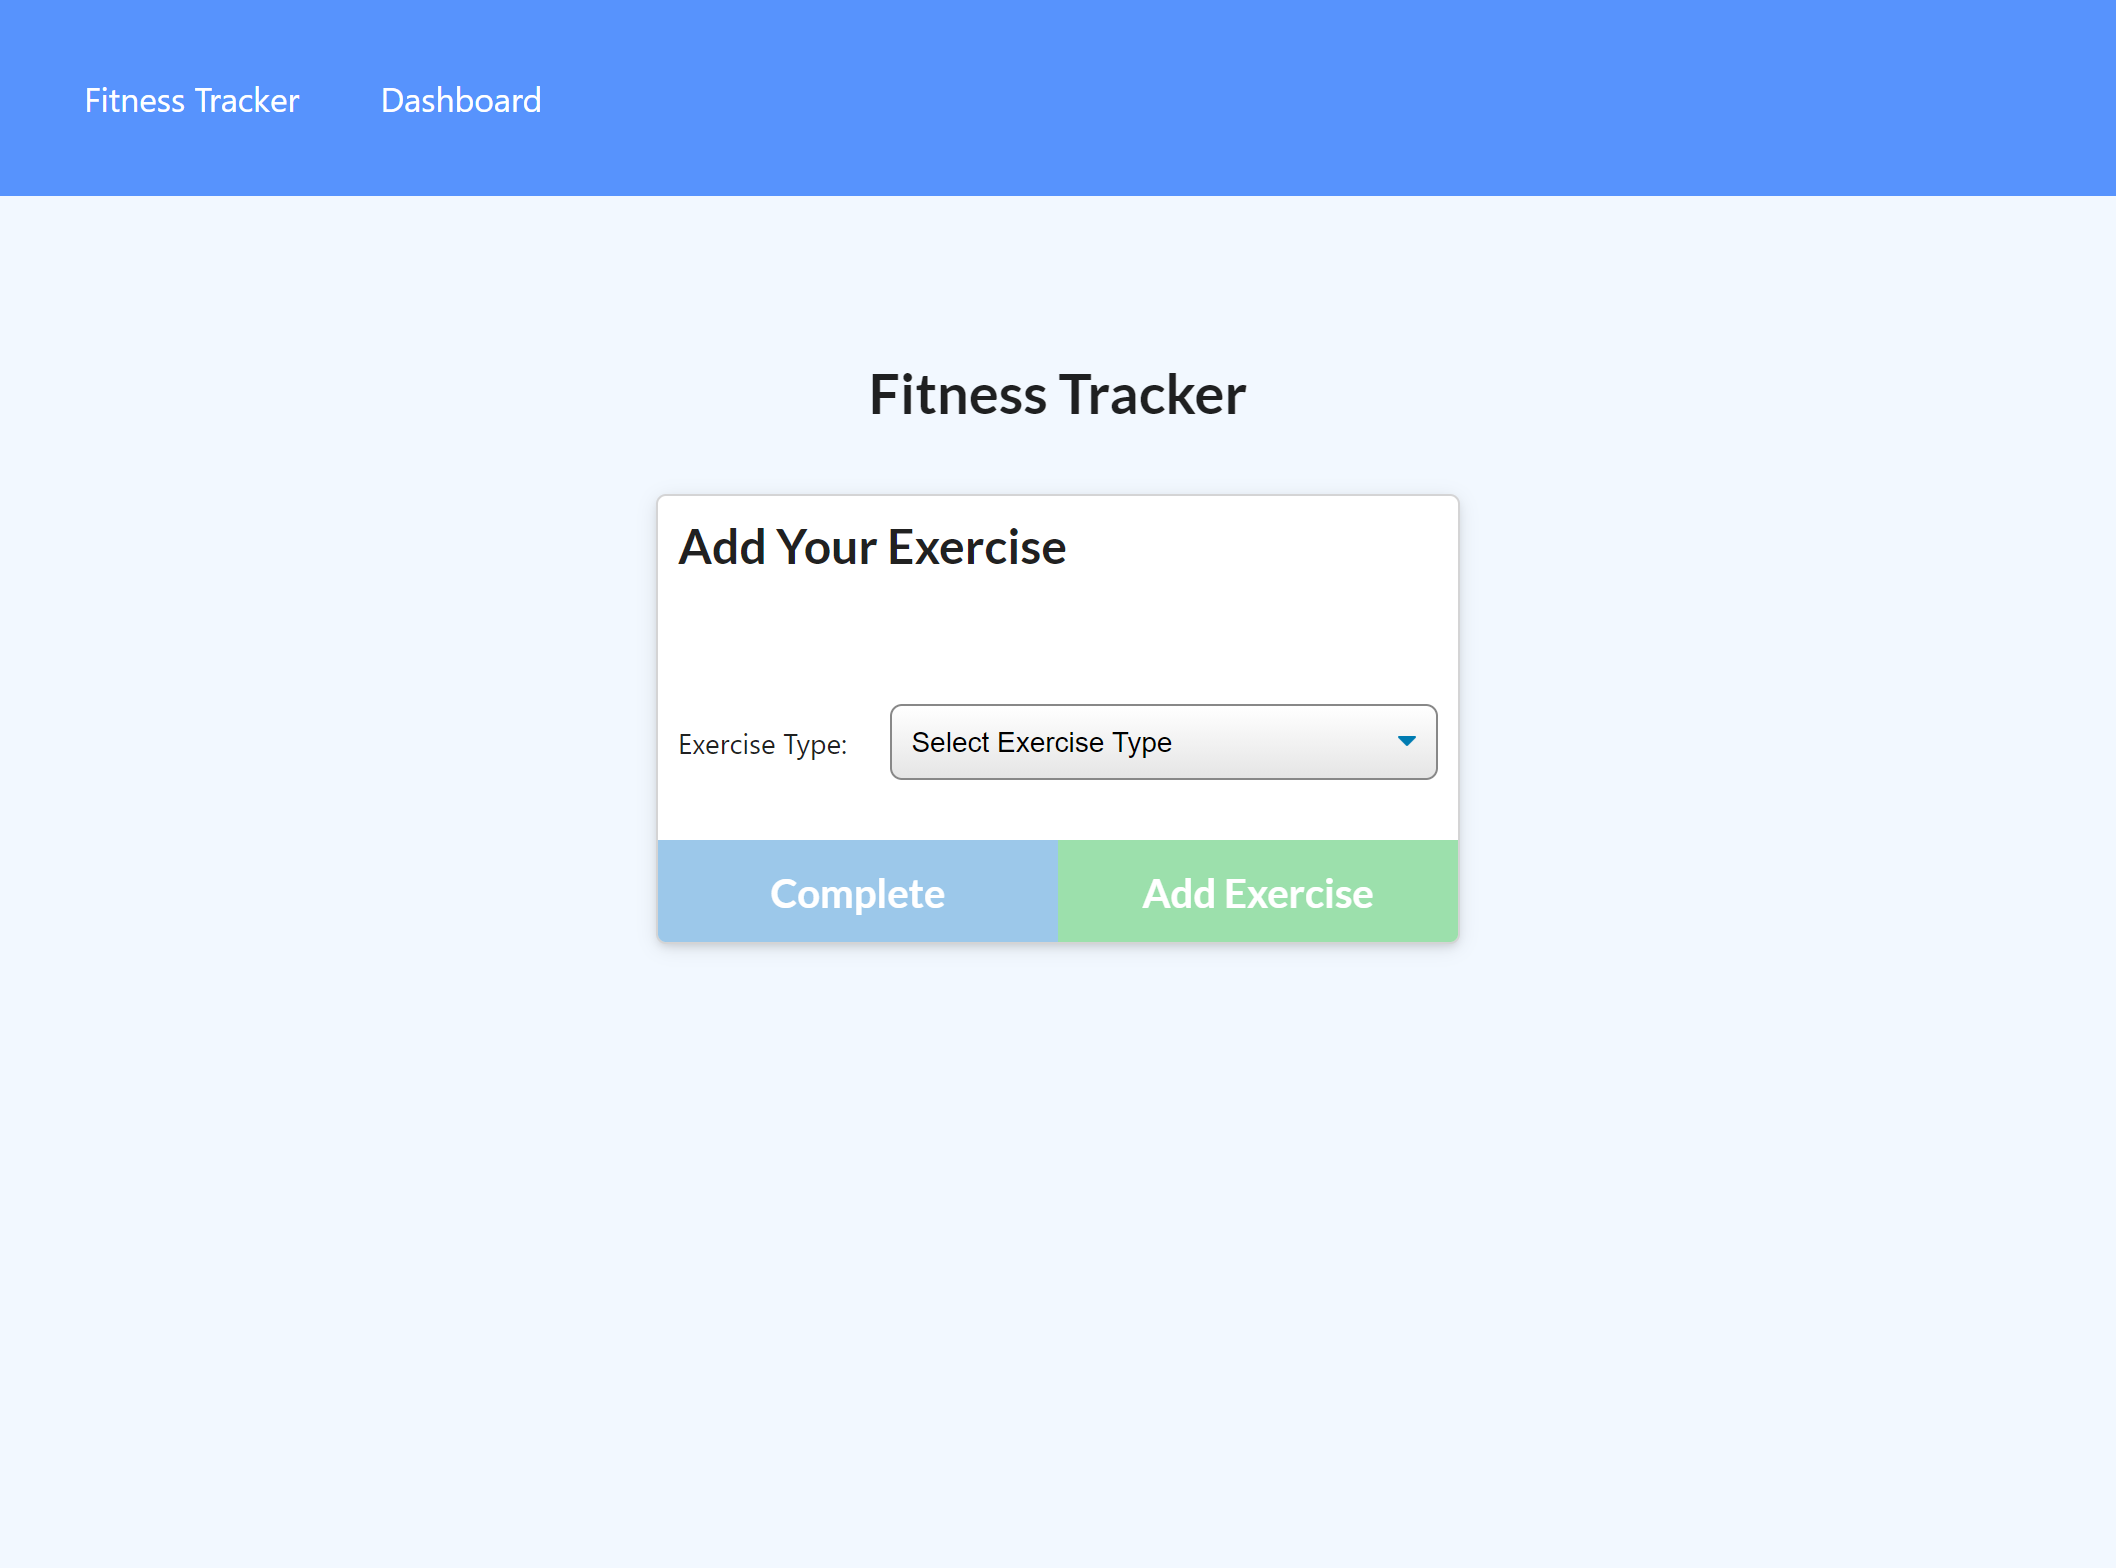 Fitness Tracker Dashboard
Fitness Tracker
Add Your Exercise
Exercise Type: Select Exercise Type
Complete Add Exercise